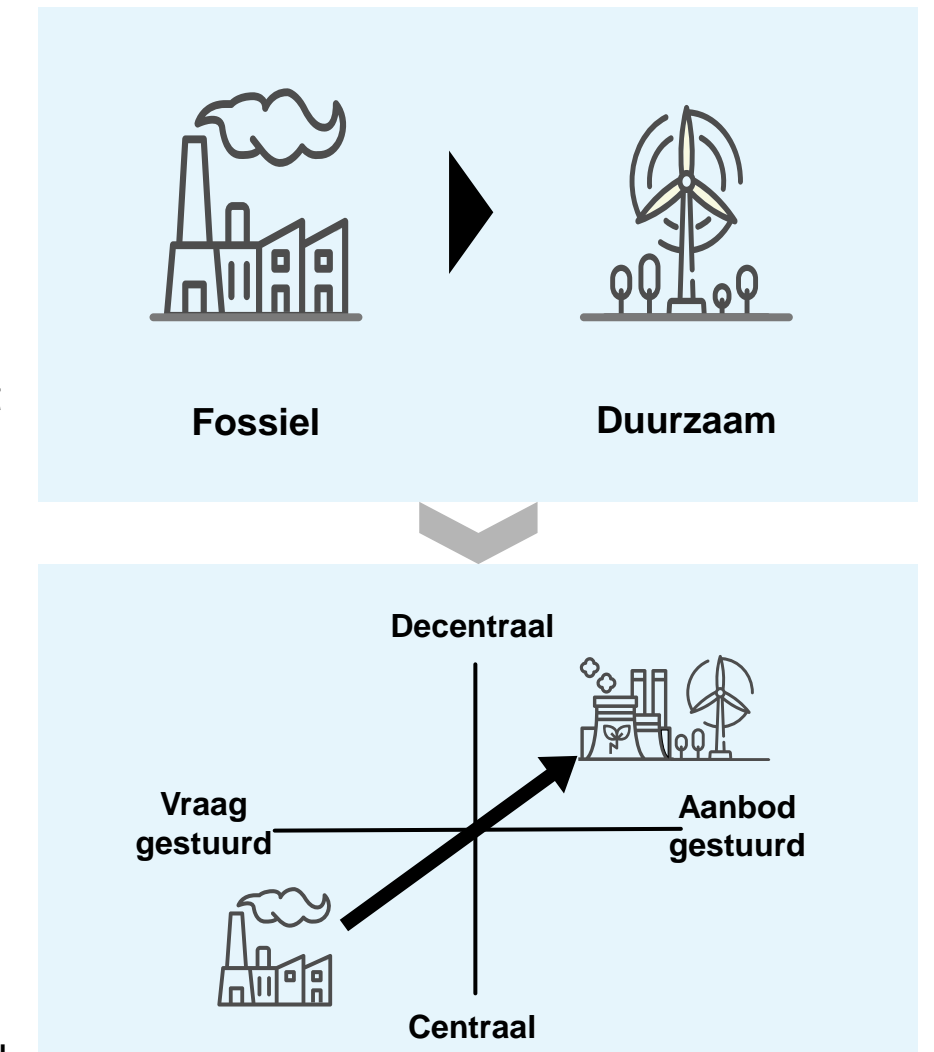 Fossiel
Duurzaam
Decentraal
Vraag
gestuurd
Aanbod
gestuurd
Centraal